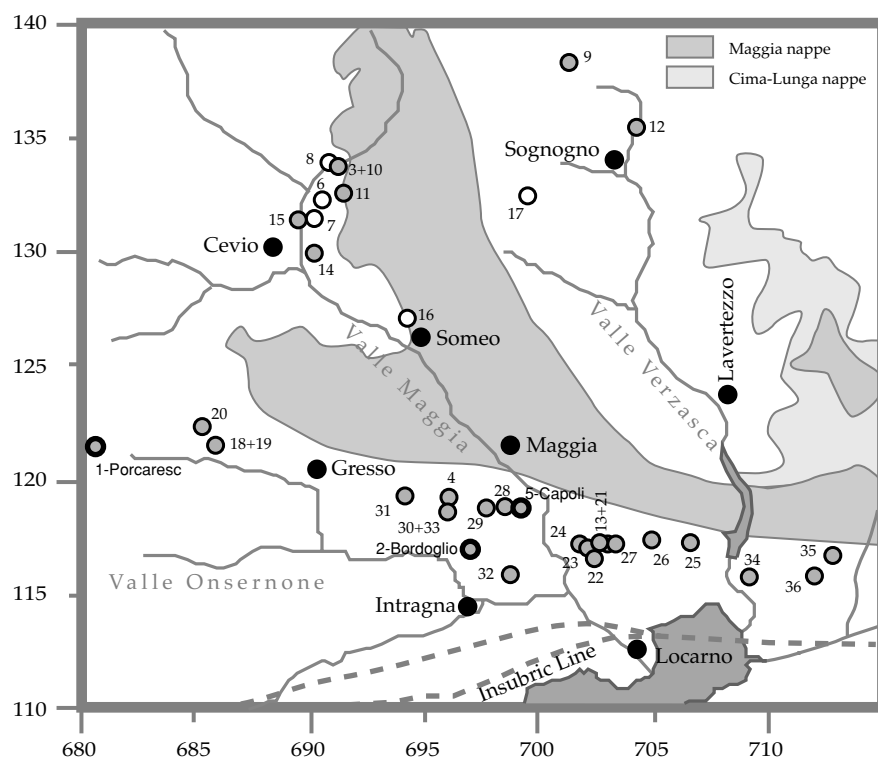 140
Maggia nappe
Cima-Lunga nappe
9
135
12
Sognogno
8
3+10
6
11
17
15
7
Cevio
130
14
Lavertezzo
16
Someo
Valle Maggia
Valle Verzasca
125
20
18+19
Maggia
1-Porcaresc
Gresso
120
4
28
5-Capoli
31
30+33
29
13+21
24
2-Bordoglio
23
22
27
26
25
35
34
36
32
Valle Onsernone
115
Intragna
Insubric Line
Locarno
110
680
685
690
695
700
705
710